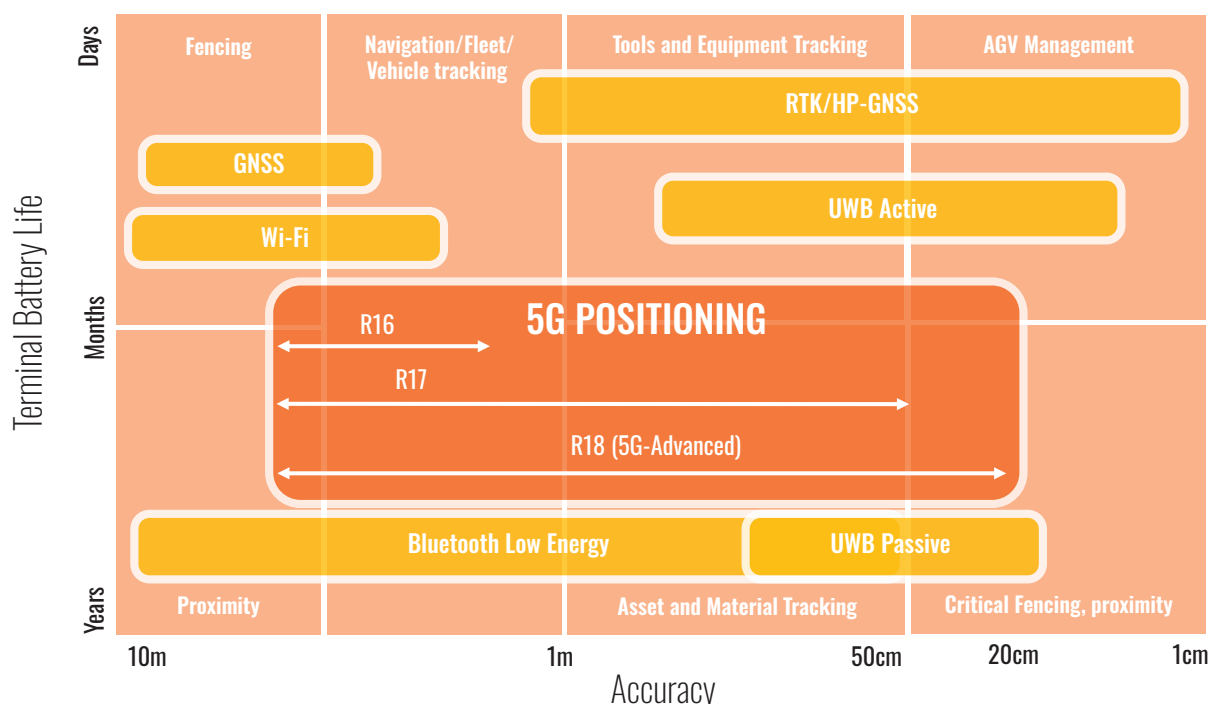 Days
Fencing
Navigation/Fleet/
Vehicle tracking
Tools and Equipment Tracking
AGV Management
RTK/HP-GNSS
GNSS
UWB Active
Wi-Fi
Terminal Battery Life
Months
5G POSITIONING
R16
R17
R18 (5G-Advanced)
Bluetooth Low Energy
UWB Passive
Years
Proximity
Asset and Material Tracking
Critical Fencing, proximity
10m
1m
50cm
20cm
1cm
Accuracy